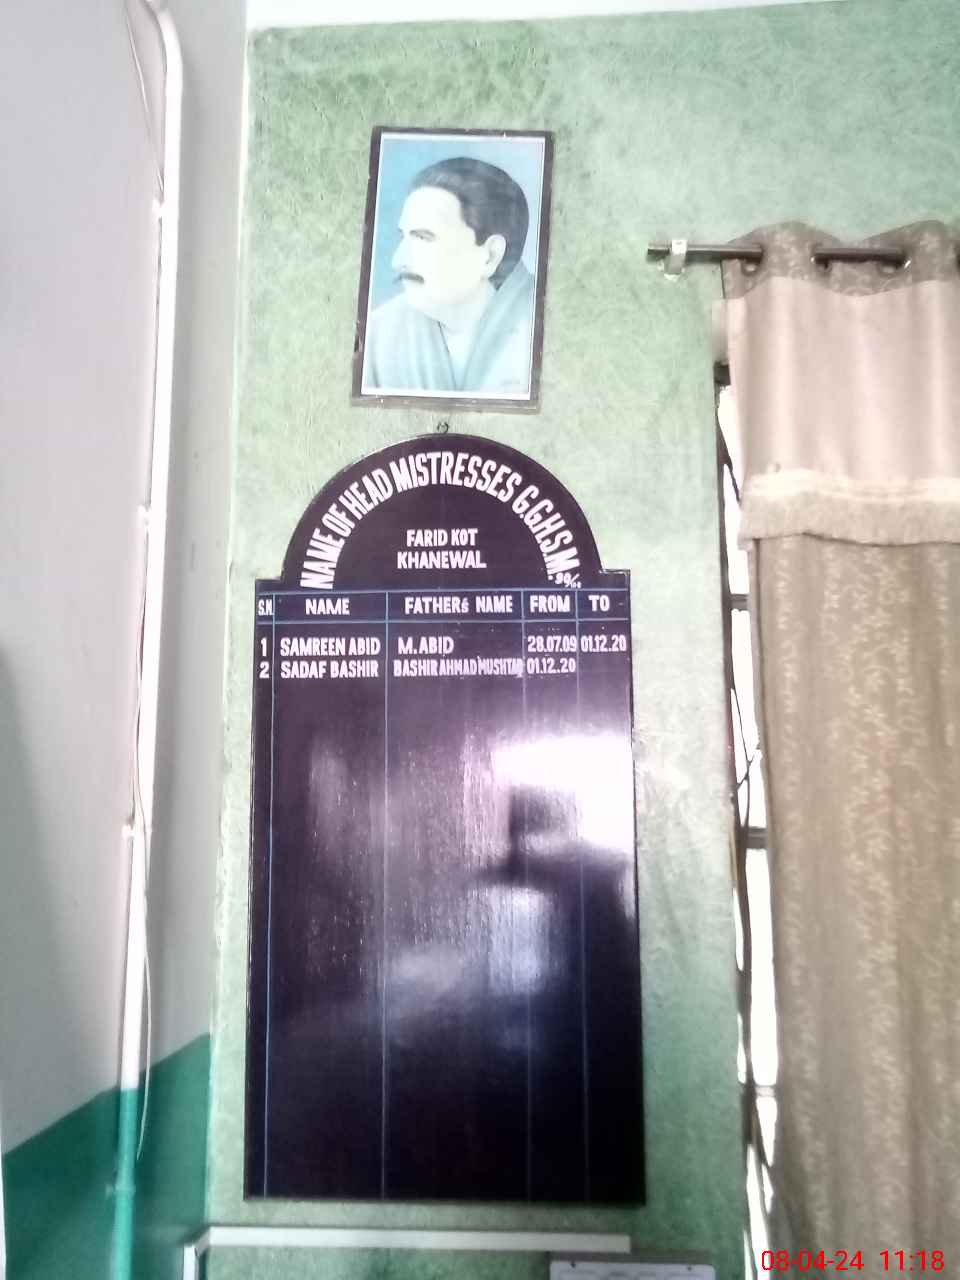 NAME OF HEAD MISTRESSES G.G.H.S.M.
FARID KOT
KHANEWAL
S.N. NAME FATHERs NAME FROM TO
1 SAMREEN ABID M. ABID 28.07.09 01.12.20
2 SADAF BASHIR BASHIR AHMAD MUSHTAQ 01.12.20
08-04-24 11:18